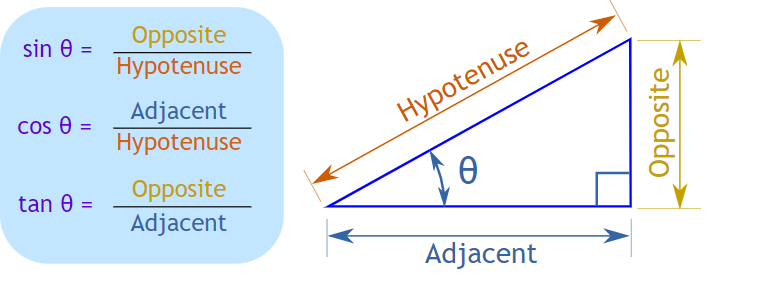 sin θ = Opposite
Hypotenuse
cos θ = Adjacent
Hypotenuse
tan θ = Opposite
Adjacent
Hypotenuse
θ
Opposite
Adjacent